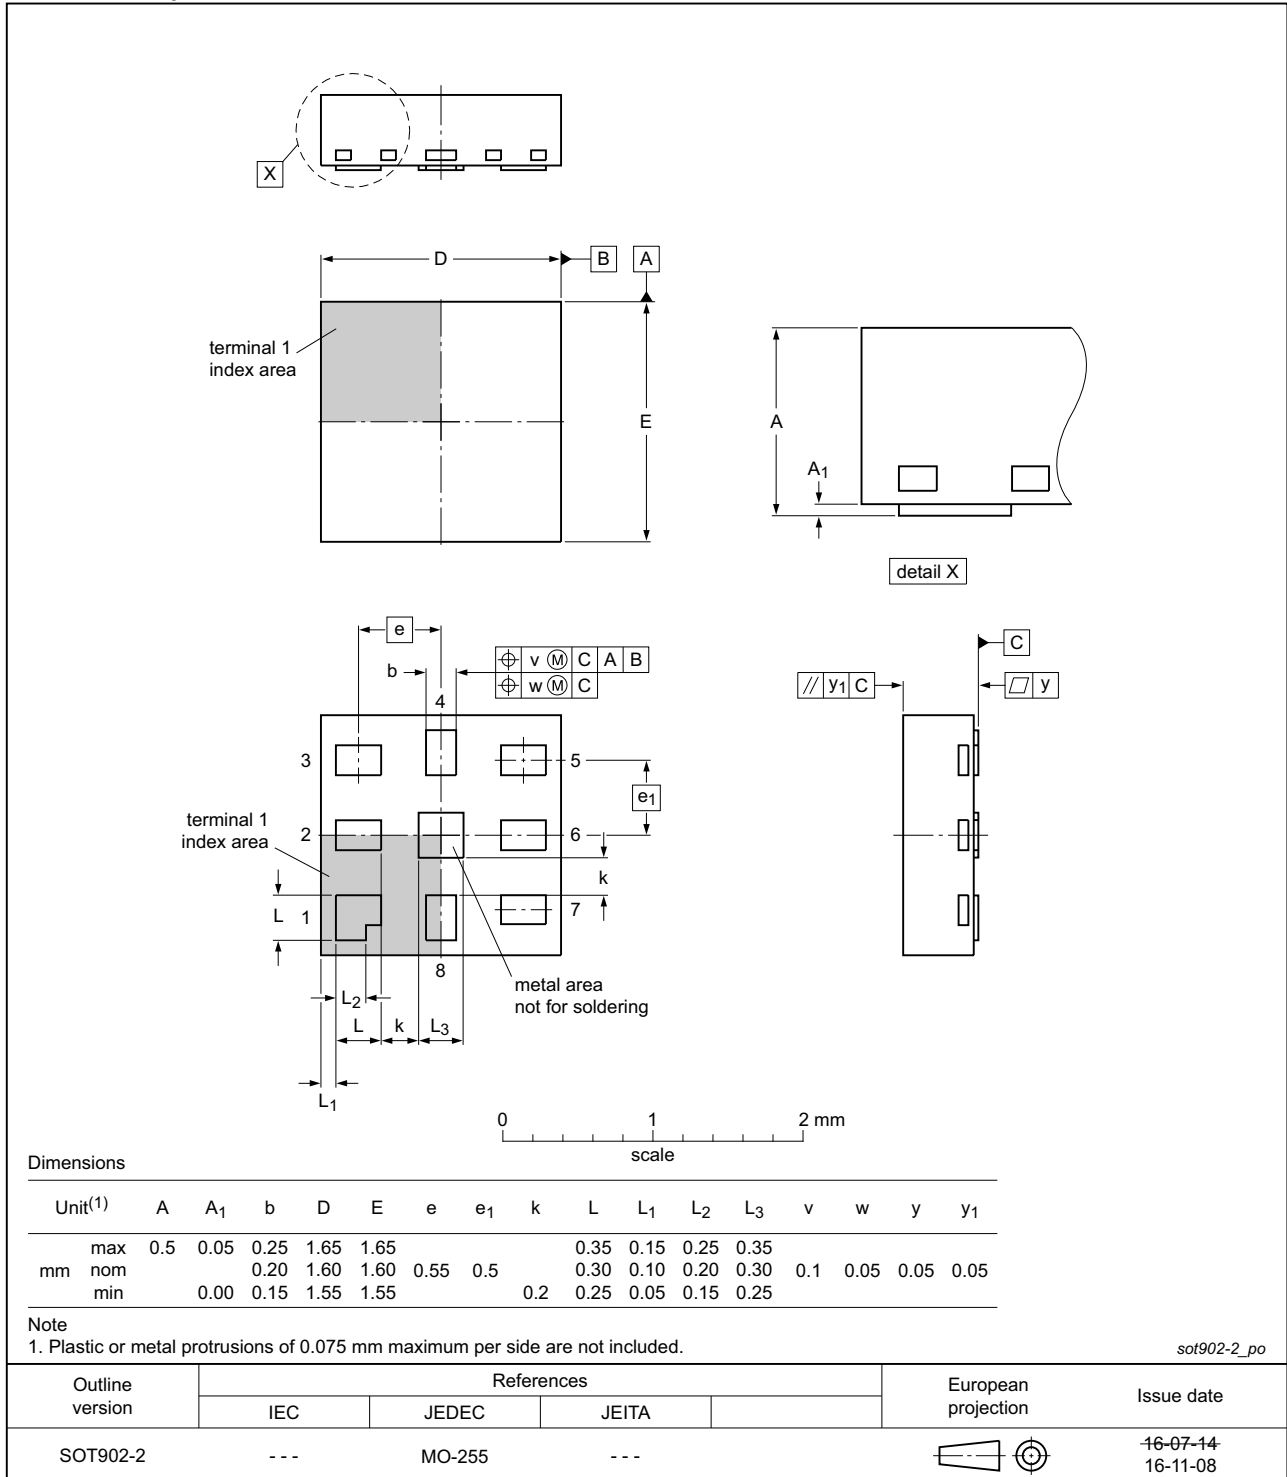 X
D
B
A
terminal 1
index area
E
A
A1
detail X
e
b
v M C A B
w M C
4
3
5
e1
terminal 1
index area
2
6
k
L
1
7
8
L2
metal area
not for soldering
L
k
L3
L1
C
// y1 C
y
0 1 2 mm
scale
Dimensions
Unit(1) A A1 b D E e e1 k L L1 L2 L3 v w y y1
max 0.5 0.05 0.25 1.65 1.65 0.35 0.15 0.25 0.35
mm nom 0.20 1.60 1.60 0.55 0.5 0.30 0.10 0.20 0.30 0.1 0.05 0.05 0.05
min 0.00 0.15 1.55 1.55 0.2 0.25 0.05 0.15 0.25
Note
1. Plastic or metal protrusions of 0.075 mm maximum per side are not included.
sot902-2_po
Outline
version
References
IEC JEDEC JEITA
European
projection
Issue date
SOT902-2 - - - MO-255 - - -
16-07-14
16-11-08